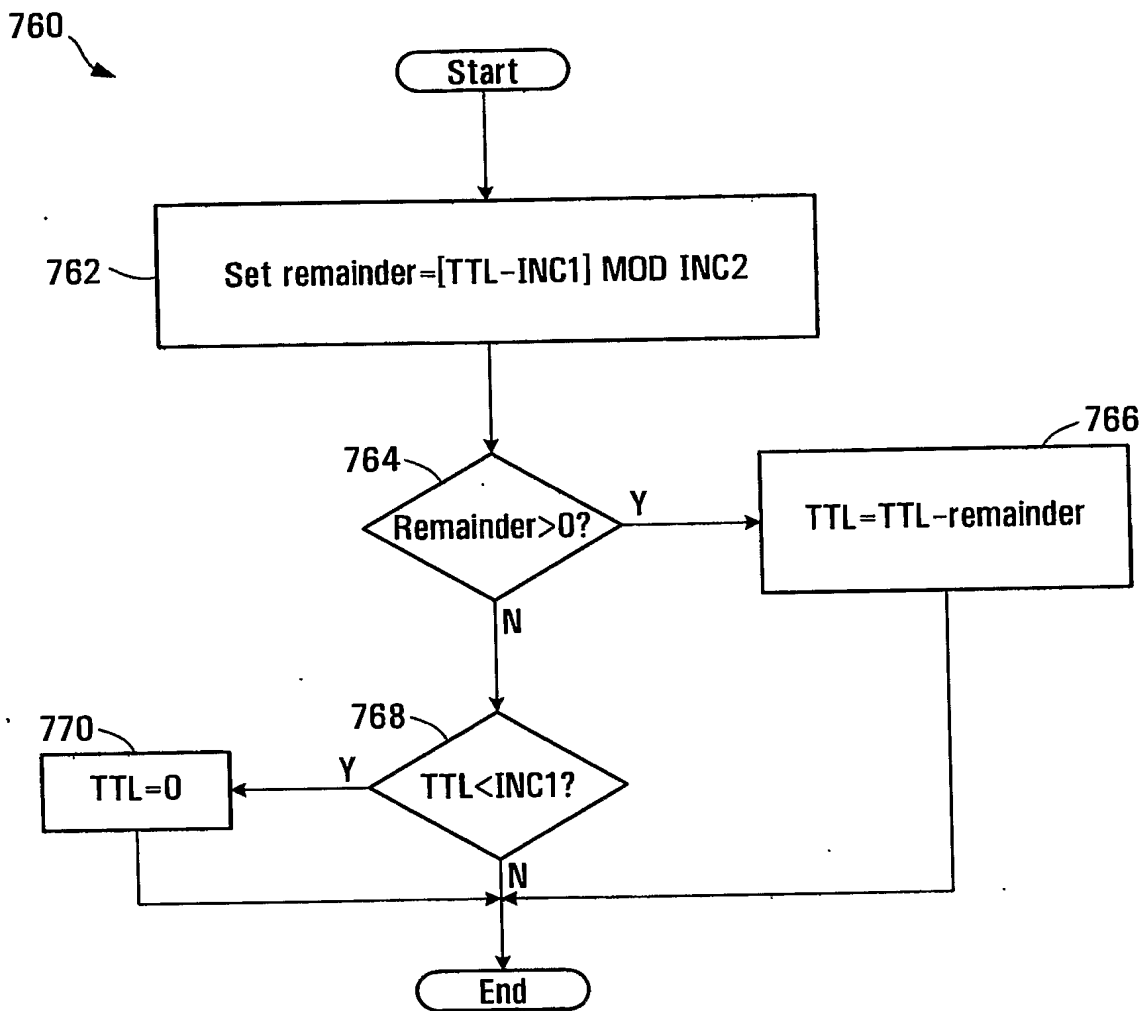 760
Start
762
Set remainder=[TTL-INC1] MOD INC2
764
Remainder>0?
Y
N
766
TTL=TTL-remainder
768
TTL<INC1?
Y
N
770
TTL=0
End